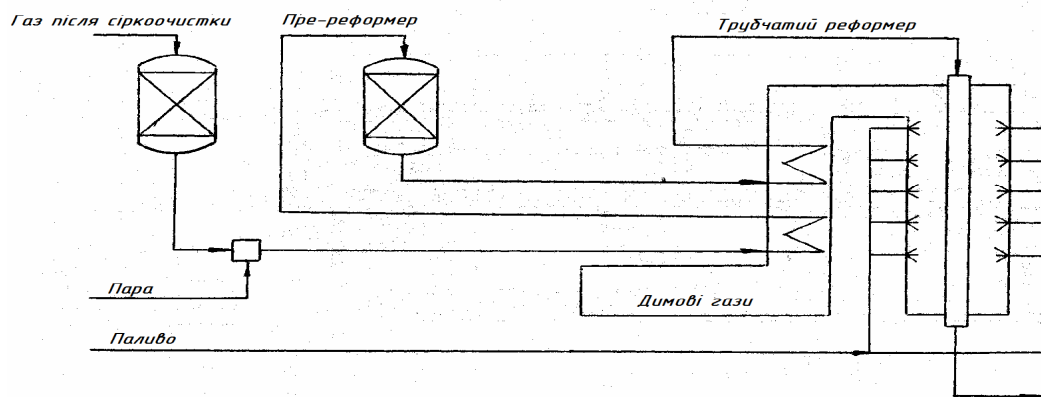 Газ після сіркоочистки
Пре-реформер
Трубчатий реформер
Пара
Димові гази
Паливо